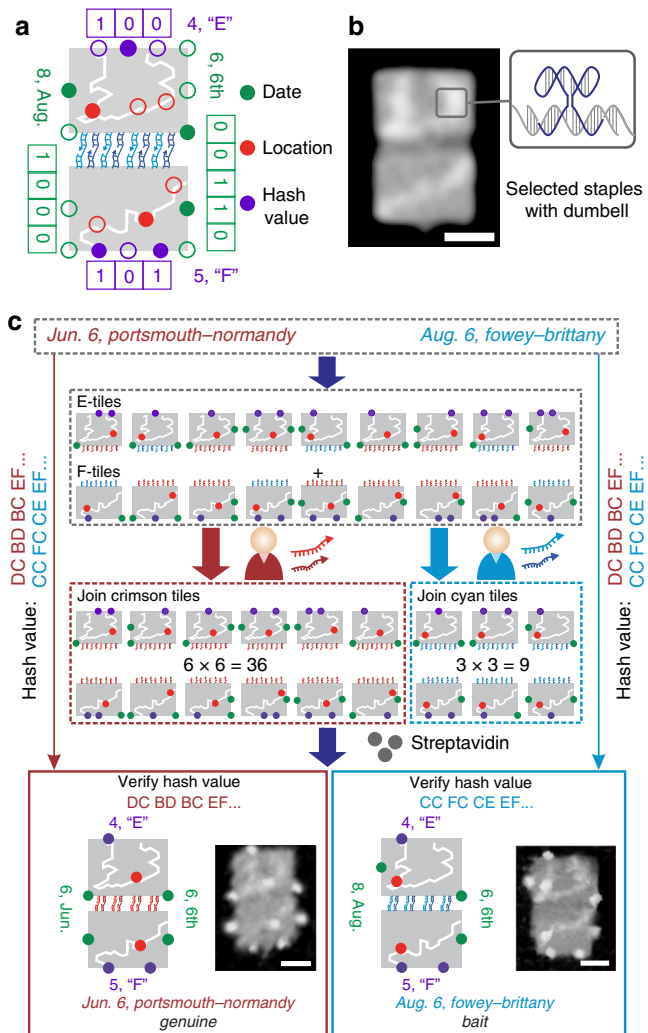 a
1 0 0
4, "E"
8, Aug.
6, 6th
Date
Location
Hash
value
1 0 0 0
0 0 1 1 0
1 0 1
5, "F"
b
Selected staples
with dumbell
c
Jun. 6, portsmouth–normandy
Aug. 6, fowey–brittany
E-tiles
F-tiles
+
Hash value:
DC BD BC EF...
CC FC CE EF...
Hash value:
DC BD BC EF...
CC FC CE EF...
Join crimson tiles
6 × 6 = 36
Join cyan tiles
3 × 3 = 9
Streptavidin
Verify hash value
DC BD BC EF...
4, "E"
6, Jun.
6, 6th
5, "F"
Jun. 6, portsmouth–normandy
genuine
Verify hash value
CC FC CE EF...
4, "E"
8, Aug.
6, 6th
5, "F"
Aug. 6, fowey–brittany
bait